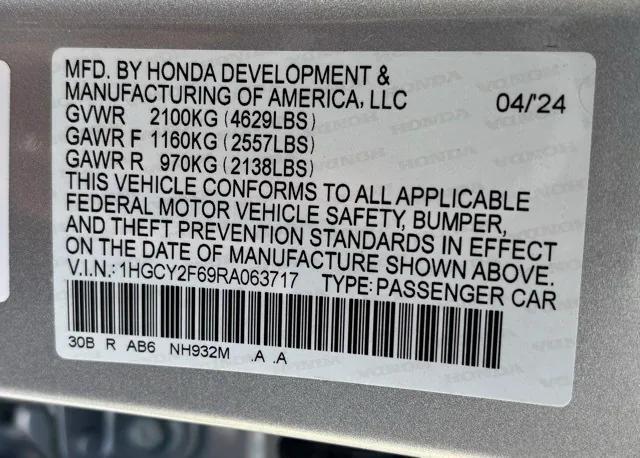 MFD. BY HONDA DEVELOPMENT &
MANUFACTURING OF AMERICA, LLC 04/'24
GVWR 2100KG (4629LBS)
GAWR F 1160KG (2557LBS)
GAWR R 970KG (2138LBS)
THIS VEHICLE CONFORMS TO ALL APPLICABLE
FEDERAL MOTOR VEHICLE SAFETY, BUMPER,
AND THEFT PREVENTION STANDARDS IN EFFECT
ON THE DATE OF MANUFACTURE SHOWN ABOVE.
V.I.N.: 1HGCY2F69RA063717 TYPE: PASSENGER CAR
30B R AB6 NH932M .A .A